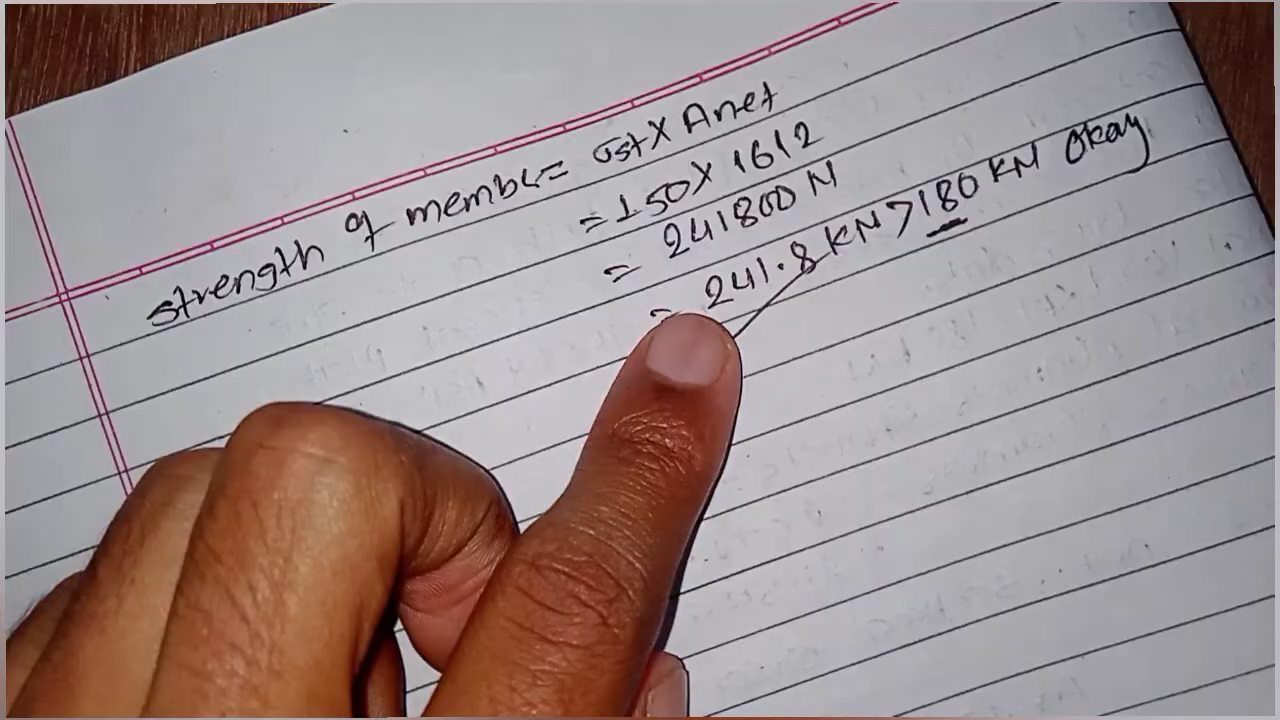 strength of member = σst X Anet
= 150 X 1612
= 241800 N
= 241.8 KN > 180 KN Okay